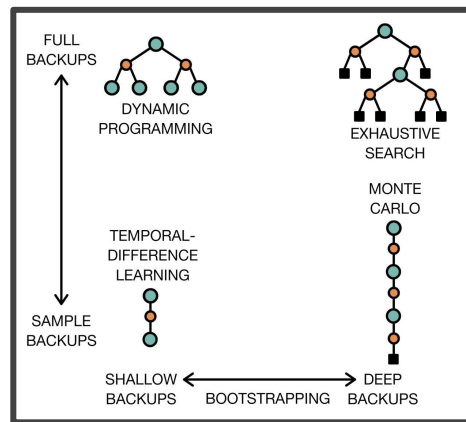 FULL
BACKUPS
DYNAMIC
PROGRAMMING
EXHAUSTIVE
SEARCH
MONTE
CARLO
TEMPORAL-
DIFFERENCE
LEARNING
SAMPLE
BACKUPS
SHALLOW
BACKUPS
BOOTSTRAPPING
DEEP
BACKUPS